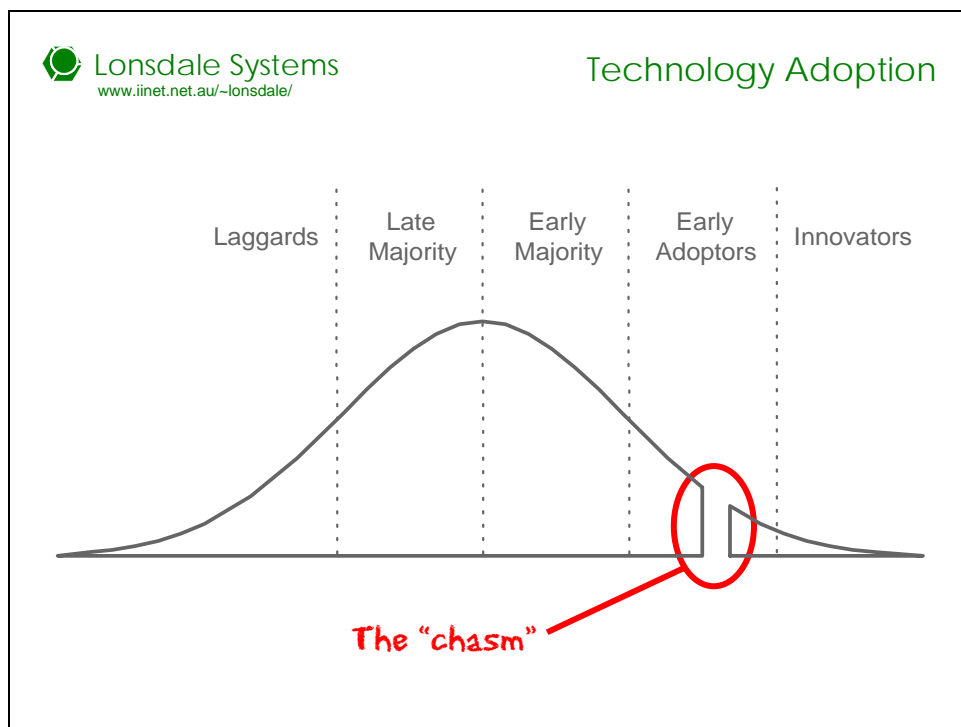 Lonsdale Systems
www.iinet.net.au/~lonsdale/
Technology Adoption
Laggards
Late
Majority
Early
Majority
Early
Adoptors
Innovators
The “chasm”